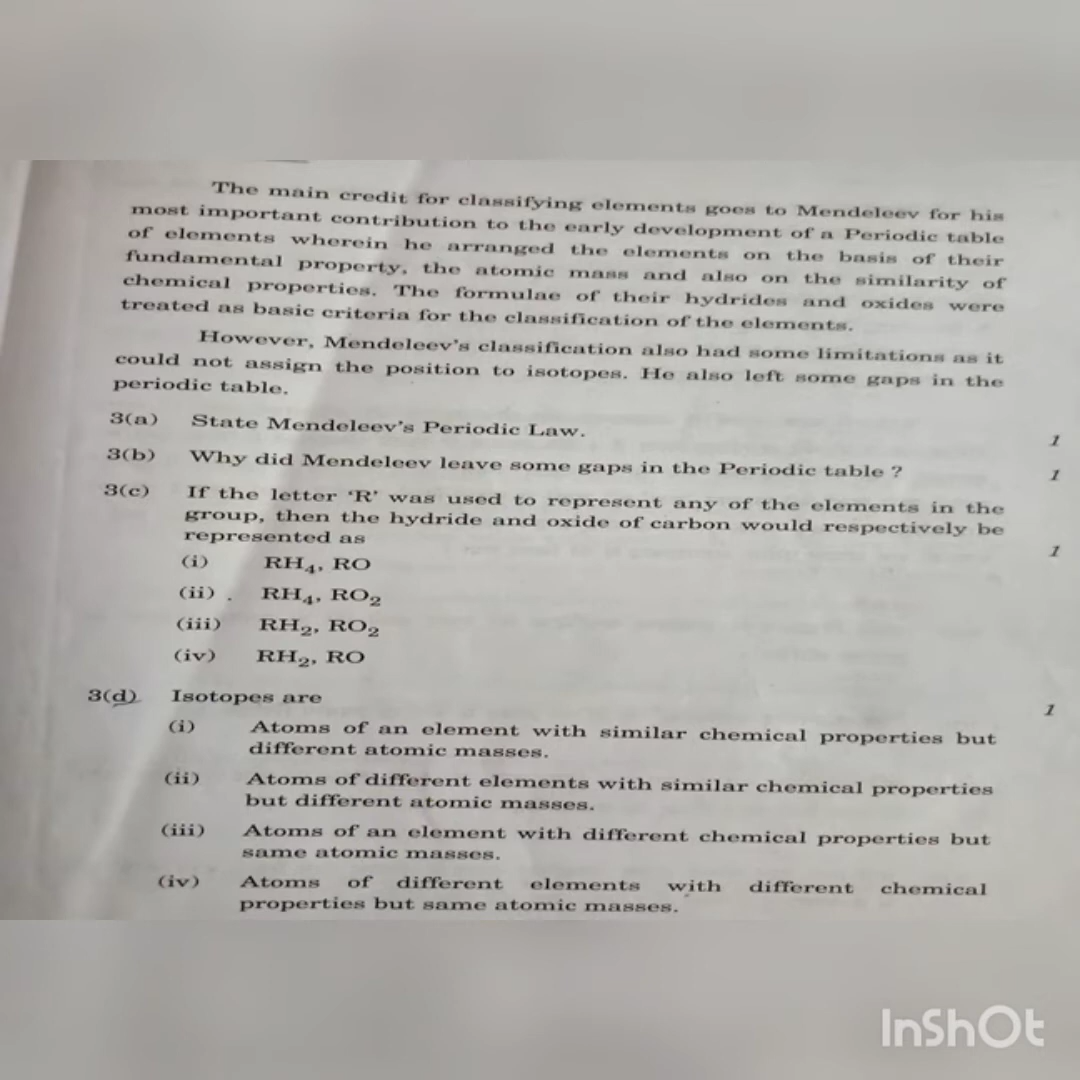 The main credit for classifying elements goes to Mendeleev for his
most important contribution to the early development of a Periodic table
of elements wherein he arranged the elements on the basis of their
fundamental property, the atomic mass and also on the similarity of
chemical properties. The formulae of their hydrides and oxides were
treated as basic criteria for the classification of the elements.
However, Mendeleev's classification also had some limitations as it
could not assign the position to isotopes. He also left some gaps in the
periodic table.
3(a) State Mendeleev's Periodic Law. 1
3(b) Why did Mendeleev leave some gaps in the Periodic table ? 1
3(c) If the letter 'R' was used to represent any of the elements in the
group, then the hydride and oxide of carbon would respectively be
represented as 1
(i) RH₄, RO
(ii) RH₄, RO₂
(iii) RH₂, RO₂
(iv) RH₂, RO
3(d) Isotopes are 1
(i) Atoms of an element with similar chemical properties but
different atomic masses.
(ii) Atoms of different elements with similar chemical properties
but different atomic masses.
(iii) Atoms of an element with different chemical properties but
same atomic masses.
(iv) Atoms of different elements with different chemical
properties but same atomic masses.
InShOt